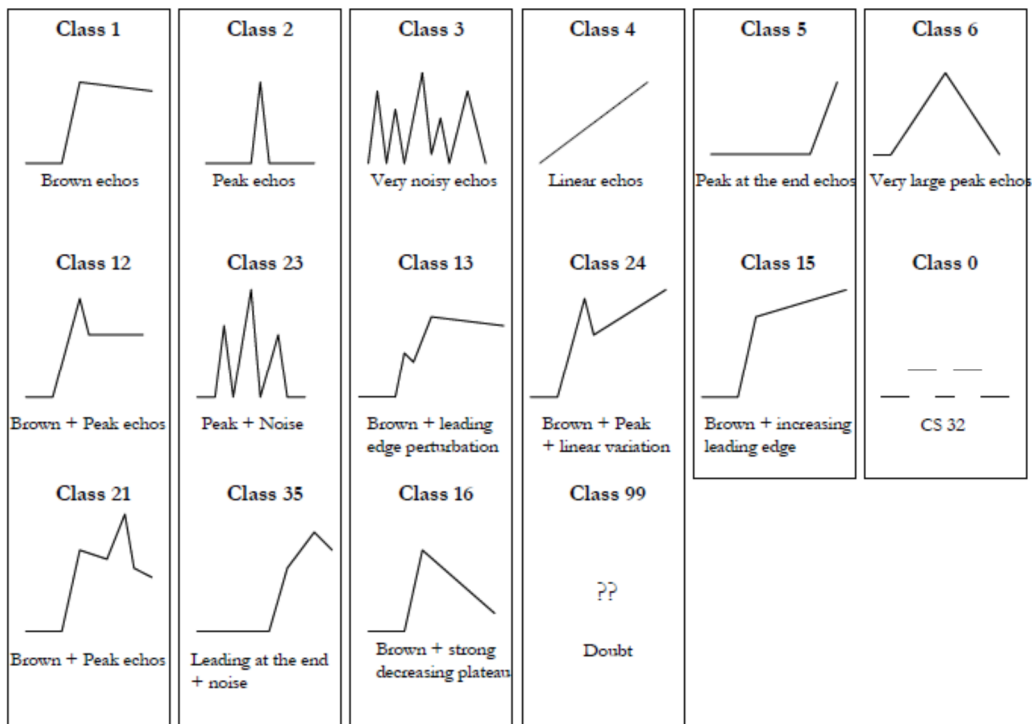 Class 1
Class 2
Class 3
Class 4
Class 5
Class 6
Brown echos
Peak echos
Very noisy echos
Linear echos
Peak at the end echos
Very large peak echos
Class 12
Class 23
Class 13
Class 24
Class 15
Class 0
Brown + Peak echos
Peak + Noise
Brown + leading
edge perturbation
Brown + Peak
+ linear variation
Brown + increasing
leading edge
CS 32
Class 21
Class 35
Class 16
Class 99
??
Brown + Peak echos
Leading at the end
+ noise
Brown + strong
decreasing plateau
Doubt